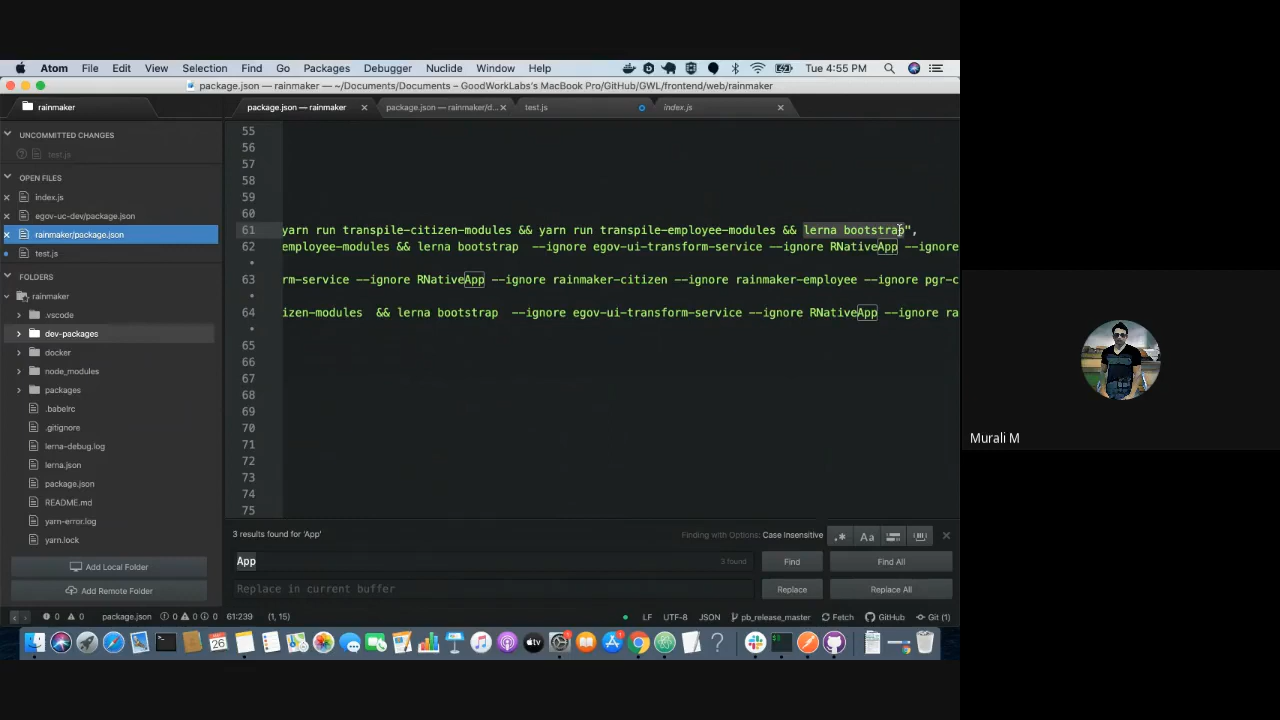 Atom File Edit View Selection Find Go Packages Debugger Nuclide Window Help Tue 4:55 PM
package.json — rainmaker — ~/Documents/Documents – GoodWorkLabs's MacBook Pro/GitHub/GWL/frontend/web/rainmaker
rainmaker
package.json — rainmaker
package.json — rainmaker/d...
test.js
index.js
UNCOMMITTED CHANGES
test.js
OPEN FILES
index.js
egov-uc-dev/package.json
rainmaker/package.json
test.js
FOLDERS
rainmaker
.vscode
dev-packages
docker
node_modules
packages
.babelrc
.gitignore
lerna-debug.log
lerna.json
package.json
README.md
yarn-error.log
yarn.lock
Add Local Folder
Add Remote Folder
55
56
57
58
59
60
61 yarn run transpile-citizen-modules && yarn run transpile-employee-modules && lerna bootstrap",
62 employee-modules && lerna bootstrap --ignore egov-ui-transform-service --ignore RNativeApp --ignore
63 rm-service --ignore RNativeApp --ignore rainmaker-citizen --ignore rainmaker-employee --ignore pgr-c
64 izen-modules && lerna bootstrap --ignore egov-ui-transform-service --ignore RNativeApp --ignore ra
65
66
67
68
69
70
71
72
73
74
75
3 results found for 'App'
Finding with Options: Case Insensitive
.* Aa
App
3 found
Find
Find All
Replace in current buffer
Replace
Replace All
0 0 package.json 0 0 0 61:239 (1, 15)
LF UTF-8 JSON pb_release_master Fetch GitHub Git (1)
26
tv
Murali M